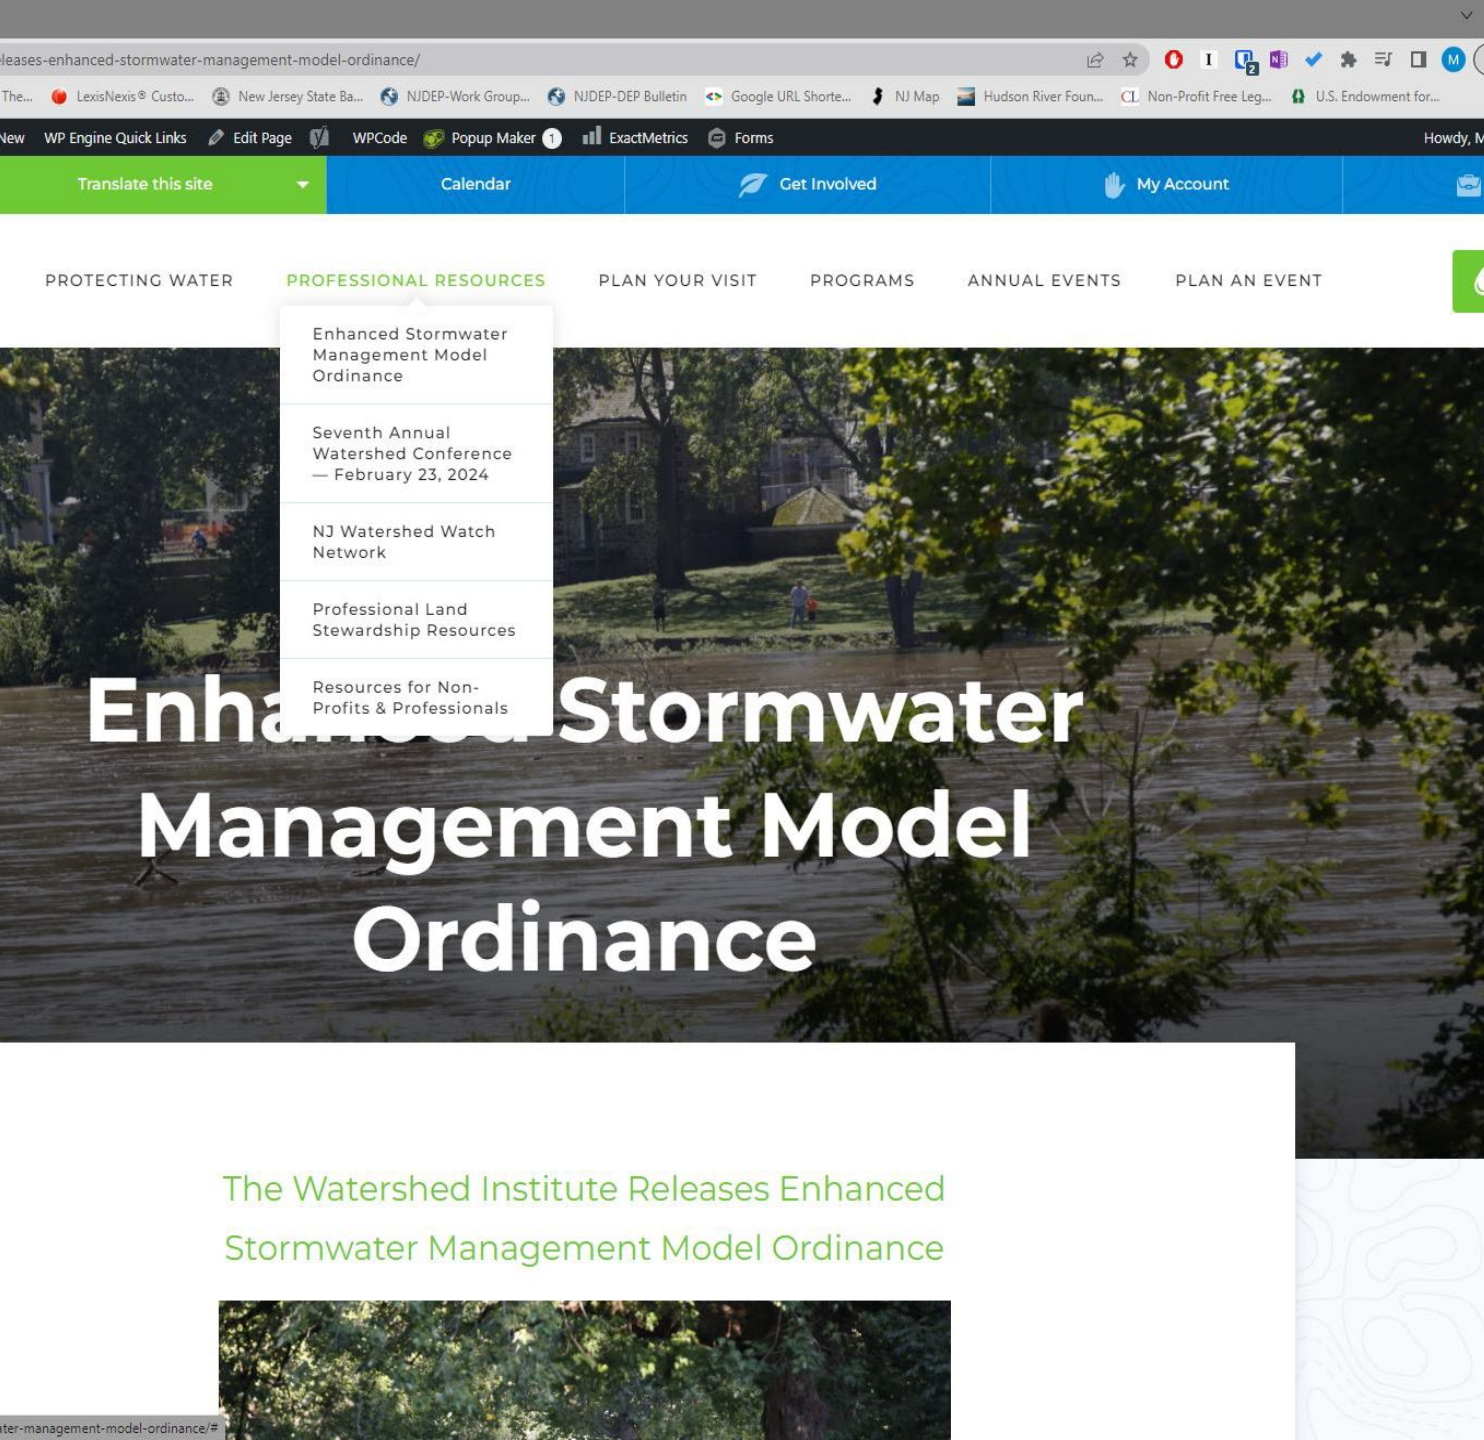 eleases-enhanced-stormwater-management-model-ordinance/
2
M
The... LexisNexis® Custo... New Jersey State Ba... NJDEP-Work Group... NJDEP-DEP Bulletin Google URL Shorte... NJ Map Hudson River Foun... CL Non-Profit Free Leg... U.S. Endowment for...
New WP Engine Quick Links Edit Page WPCode Popup Maker 1 ExactMetrics Forms Howdy, M
Translate this site Calendar Get Involved My Account
PROTECTING WATER PROFESSIONAL RESOURCES PLAN YOUR VISIT PROGRAMS ANNUAL EVENTS PLAN AN EVENT
Enhanced Stormwater
Management Model
Ordinance
Seventh Annual
Watershed Conference
— February 23, 2024
NJ Watershed Watch
Network
Professional Land
Stewardship Resources
Resources for Non-
Profits & Professionals
Enhanced Stormwater
Management Model
Ordinance
The Watershed Institute Releases Enhanced
Stormwater Management Model Ordinance
ater-management-model-ordinance/#